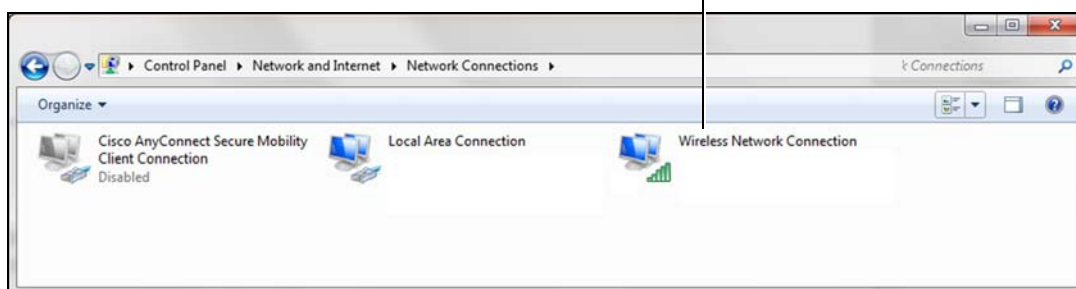 Control Panel ▸ Network and Internet ▸ Network Connections ▸
Connections
Organize
Cisco AnyConnect Secure Mobility
Client Connection
Disabled
Local Area Connection
Wireless Network Connection